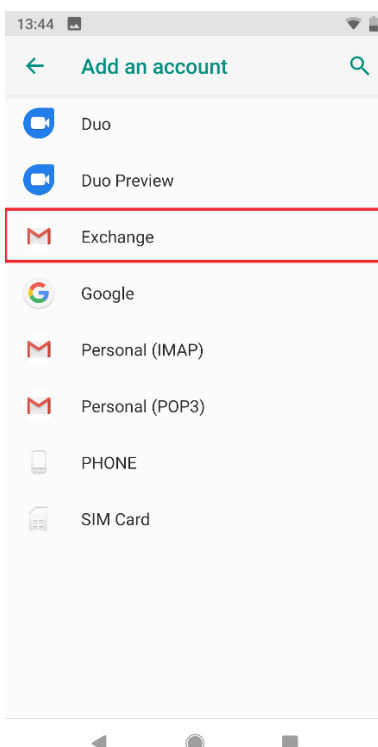 13:44
Add an account
Duo
Duo Preview
Exchange
Google
Personal (IMAP)
Personal (POP3)
PHONE
SIM Card